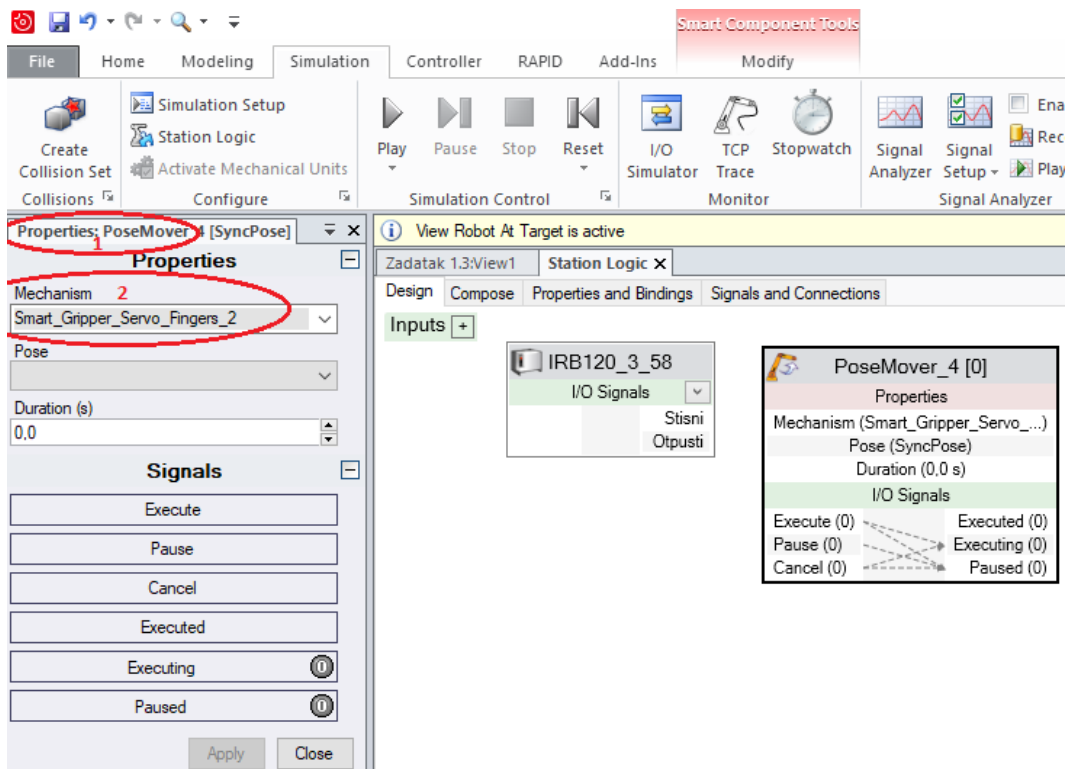 Smart Component Tools
File Home Modeling Simulation Controller RAPID Add-Ins Modify
Create Collision Set
Simulation Setup
Station Logic
Activate Mechanical Units
Play Pause Stop Reset
I/O Simulator
TCP Trace
Stopwatch
Signal Analyzer
Signal Setup
Ena
Rec
Play
Collisions Configure Simulation Control Monitor Signal Analyzer
Properties: PoseMover_4 [SyncPose]
1
Properties
Mechanism 2
Smart_Gripper_Servo_Fingers_2
Pose
Duration (s)
0,0
Signals
Execute
Pause
Cancel
Executed
Executing 0
Paused 0
Apply Close
i View Robot At Target is active
Zadatak 1.3:View1 Station Logic X
Design Compose Properties and Bindings Signals and Connections
Inputs +
IRB120_3_58
I/O Signals
Stisni
Otpusti
PoseMover_4 [0]
Properties
Mechanism (Smart_Gripper_Servo_...)
Pose (SyncPose)
Duration (0,0 s)
I/O Signals
Execute (0) Executed (0)
Pause (0) Executing (0)
Cancel (0) Paused (0)